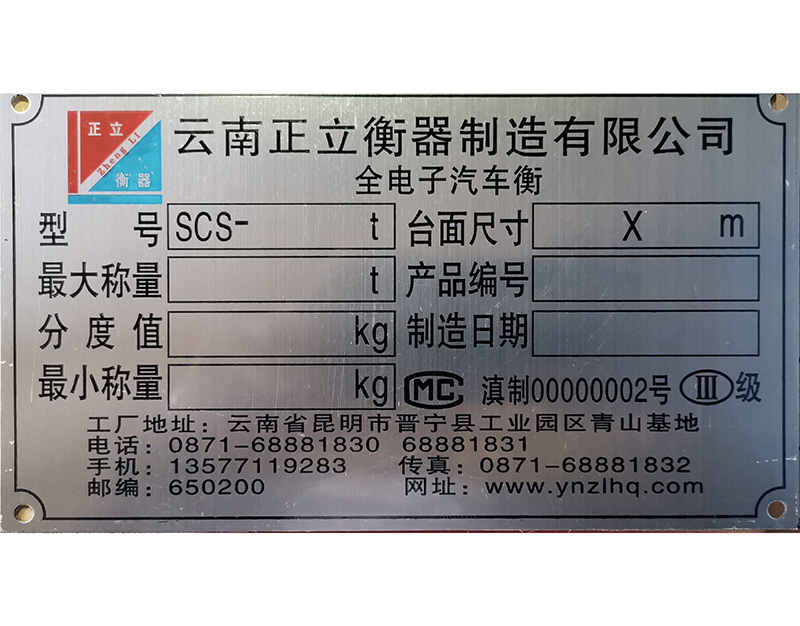 正立
Zheng Li
衡器
云南正立衡器制造有限公司
全电子汽车衡
型 号 SCS- t 台面尺寸 X m
最大称量 t 产品编号
分度值 kg 制造日期
最小称量 kg MC 滇制00000002号 III 级
工厂地址：云南省昆明市晋宁县工业园区青山基地
电话：0871-68881830 68881831
手机：13577119283 传真：0871-68881832
邮编：650200 网址：www.ynzlhq.com